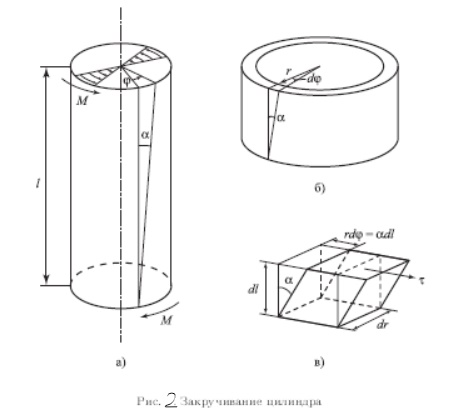 φ
M
α
l
M
а)
r
dφ
α
б)
rdφ = αdl
τ
dl
α
dr
в)
Рис. 2 Закручивание цилиндра